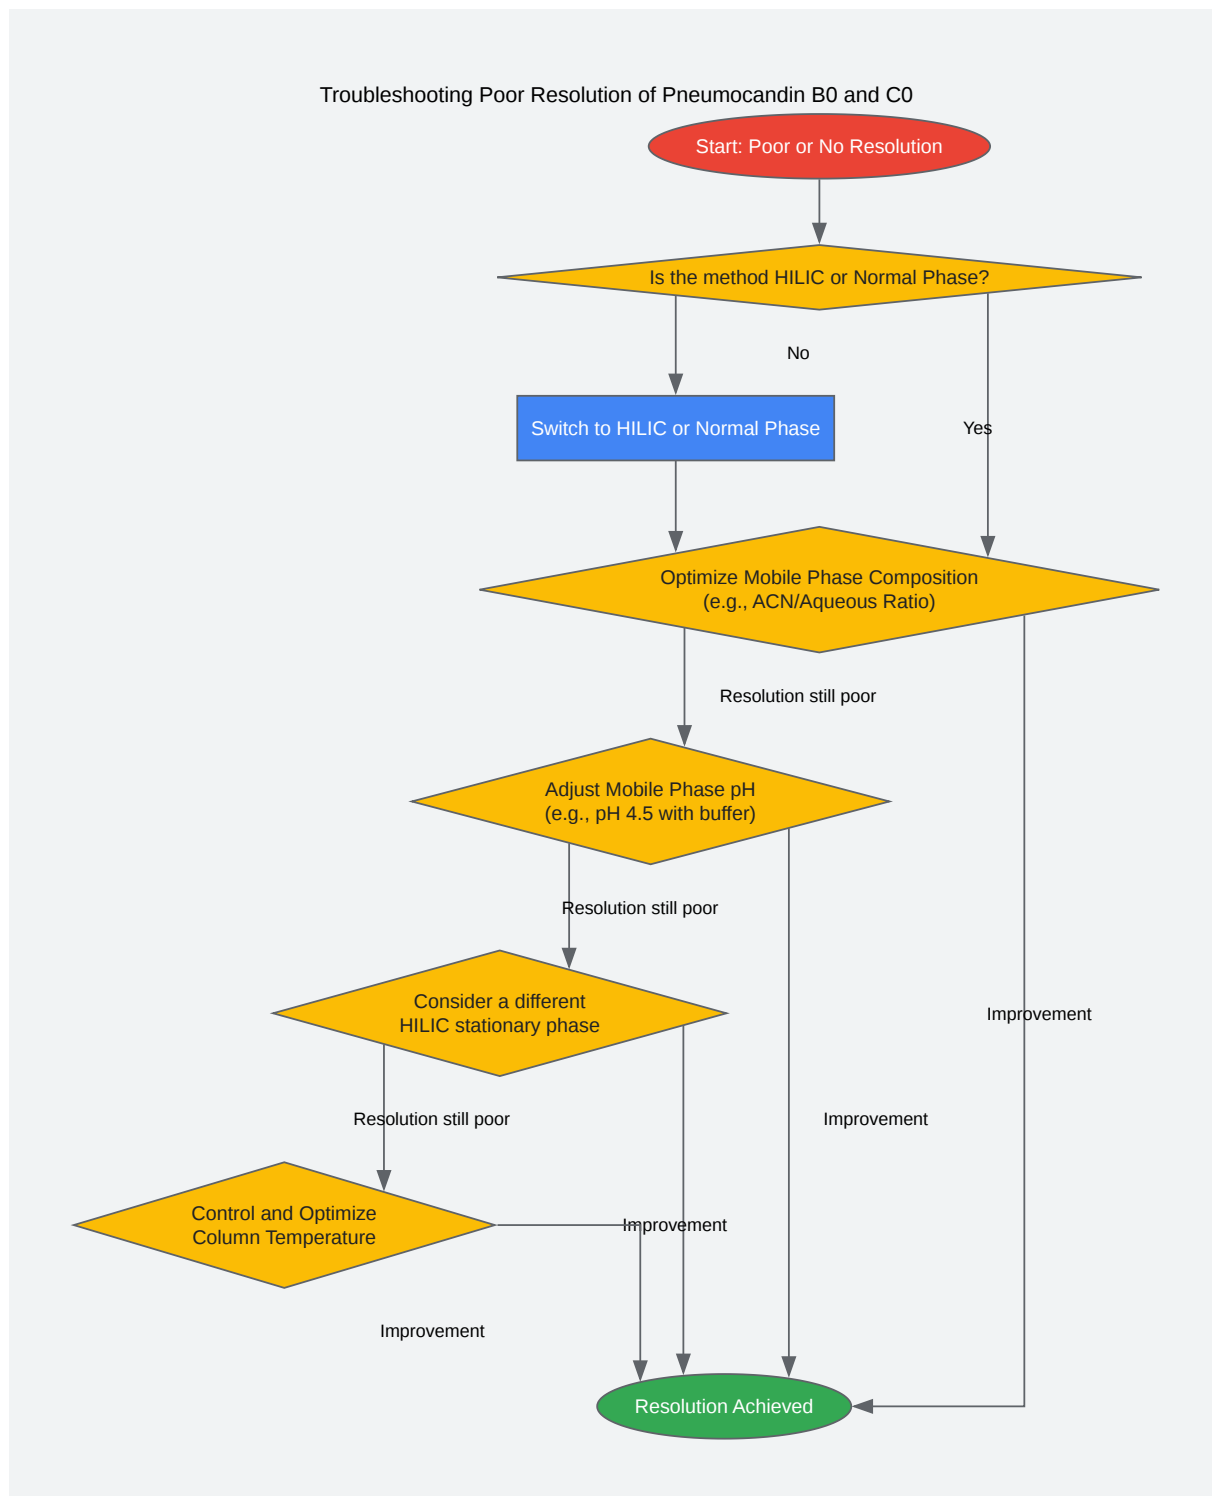 Troubleshooting Poor Resolution of Pneumocandin B0 and C0
Start: Poor or No Resolution
Is the method HILIC or Normal Phase?
No
Switch to HILIC or Normal Phase
Yes
Optimize Mobile Phase Composition
(e.g., ACN/Aqueous Ratio)
Resolution still poor
Adjust Mobile Phase pH
(e.g., pH 4.5 with buffer)
Resolution still poor
Consider a different
HILIC stationary phase
Improvement
Resolution still poor
Improvement
Control and Optimize
Column Temperature
Improvement
Improvement
Resolution Achieved